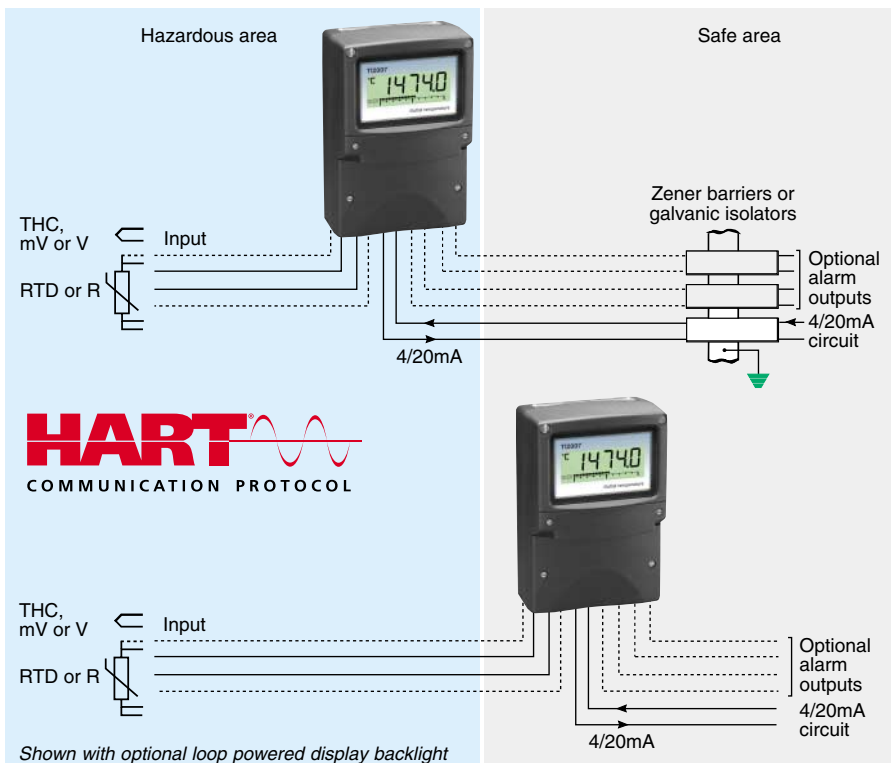 Hazardous area
Safe area
TI2207
°C 1474.0
Zener barriers or
galvanic isolators
THC,
mV or V
Input
RTD or R
Optional
alarm
outputs
4/20mA
circuit
4/20mA
HART®
COMMUNICATION PROTOCOL
°C 1474.0
THC,
mV or V
Input
RTD or R
Optional
alarm
outputs
4/20mA
circuit
4/20mA
Shown with optional loop powered display backlight